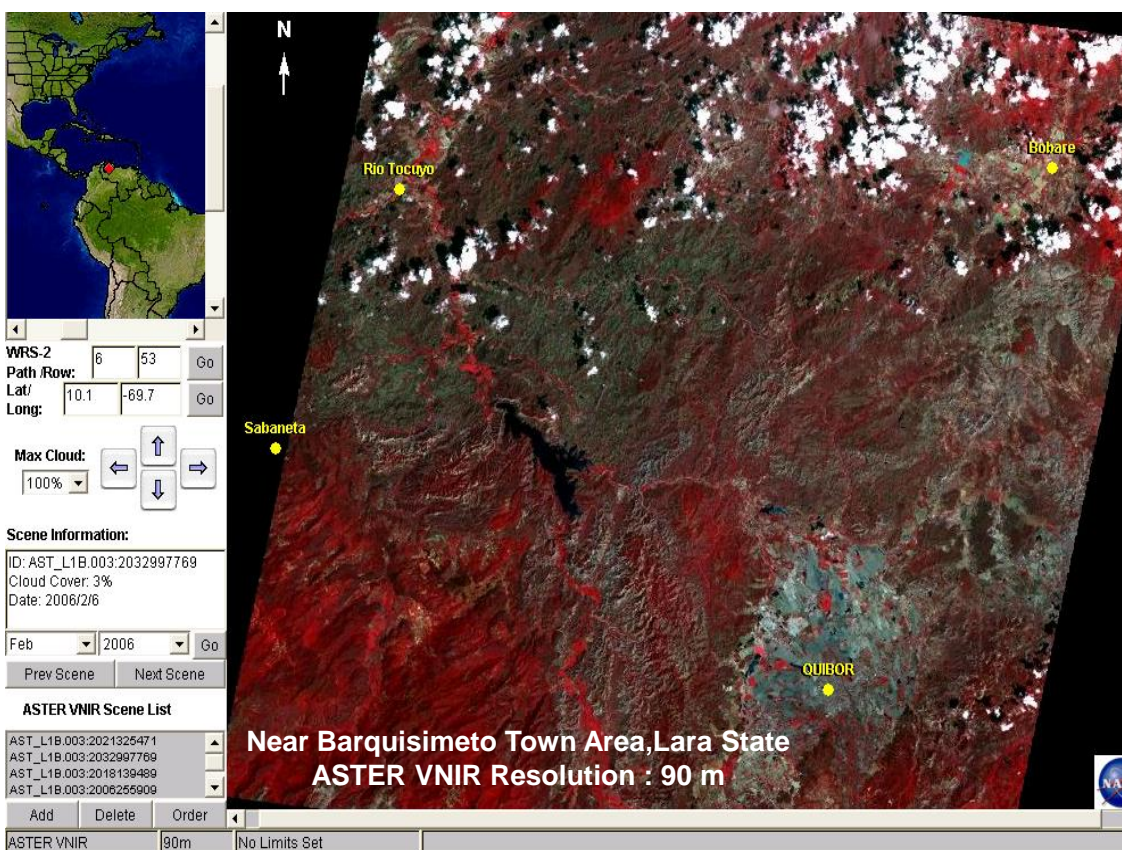 N
Rio Tocuyo
Bobare
Sabaneta
QUIBOR
Near Barquisimeto Town Area,Lara State
ASTER VNIR Resolution : 90 m
WRS-2
Path /Row: 6 53 Go
Lat/
Long: 10.1 -69.7 Go
Max Cloud:
100%
Scene Information:
ID: AST_L1B.003:2032997769
Cloud Cover: 3%
Date: 2006/2/6
Feb 2006 Go
Prev Scene Next Scene
ASTER VNIR Scene List
AST_L1B.003:2021325471
AST_L1B.003:2032997769
AST_L1B.003:2018139489
AST_L1B.003:2006255909
Add Delete Order
ASTER VNIR 90m No Limits Set